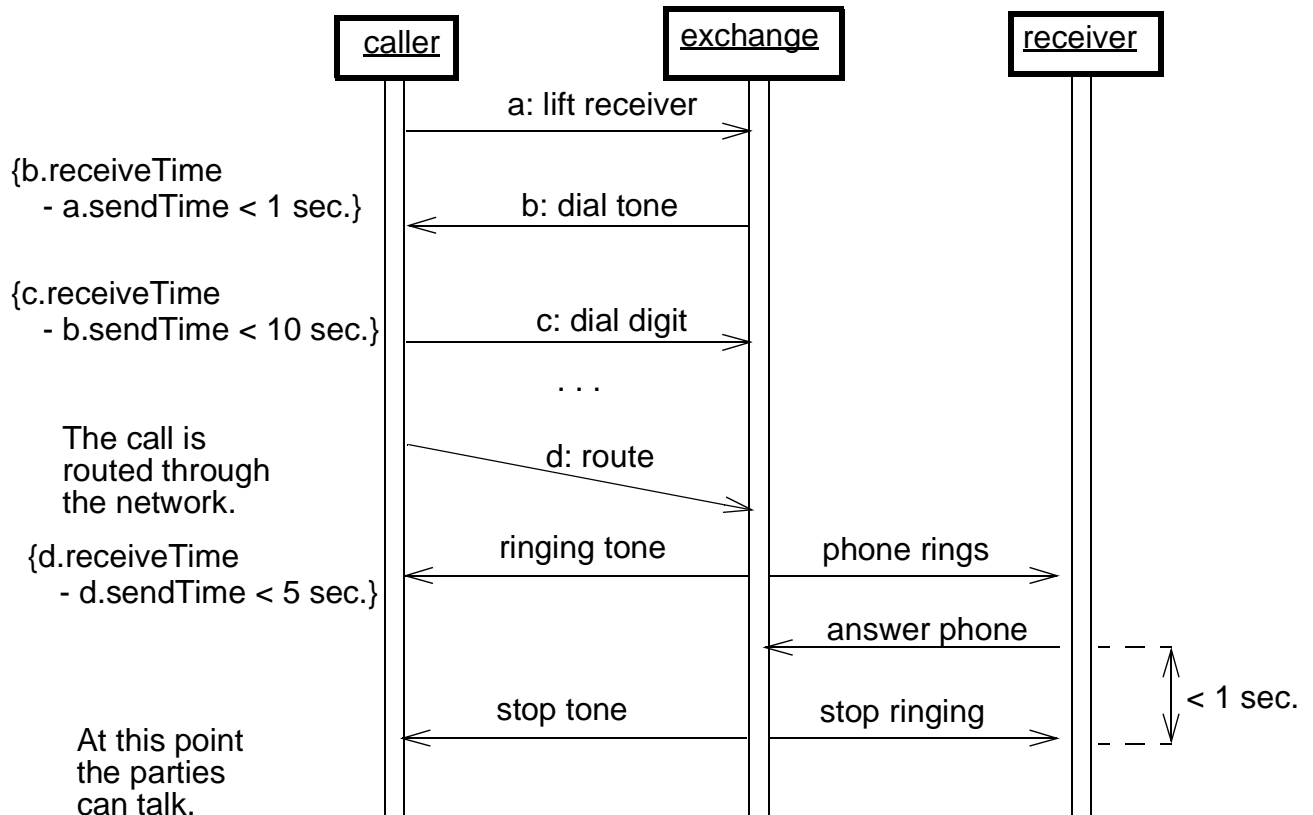 caller
exchange
receiver
a: lift receiver
{b.receiveTime
- a.sendTime < 1 sec.}
b: dial tone
{c.receiveTime
- b.sendTime < 10 sec.}
c: dial digit
. . .
The call is
routed through
the network.
d: route
{d.receiveTime
- d.sendTime < 5 sec.}
ringing tone
phone rings
answer phone
< 1 sec.
stop tone
stop ringing
At this point
the parties
can talk.